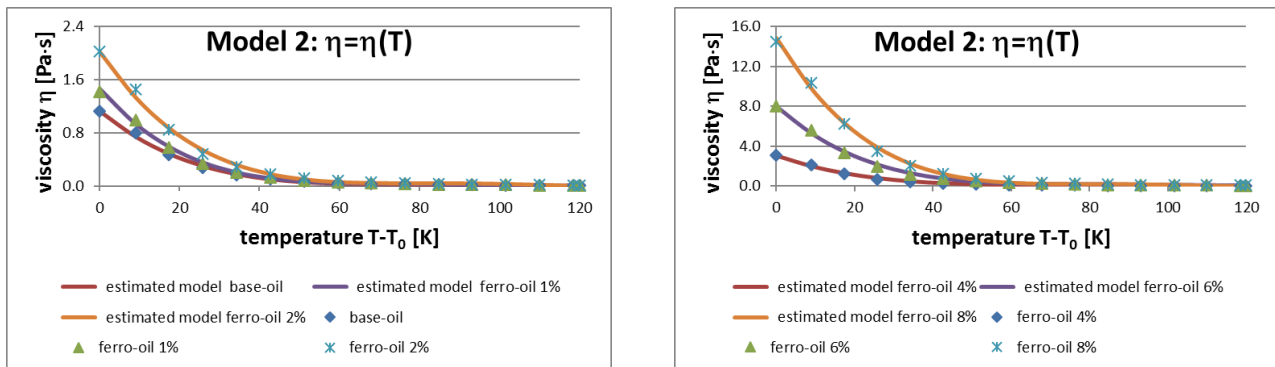 Model 2: η=η(T)
viscosity η [Pa·s]
2.4
1.6
0.8
0.0
0 20 40 60 80 100 120
temperature T-T₀ [K]
estimated model base-oil
estimated model ferro-oil 1%
estimated model ferro-oil 2%
base-oil
ferro-oil 1%
ferro-oil 2%
Model 2: η=η(T)
viscosity η [Pa·s]
16.0
12.0
8.0
4.0
0.0
0 20 40 60 80 100 120
temperature T-T₀ [K]
estimated model ferro-oil 4%
estimated model ferro-oil 6%
estimated model ferro-oil 8%
ferro-oil 4%
ferro-oil 6%
ferro-oil 8%